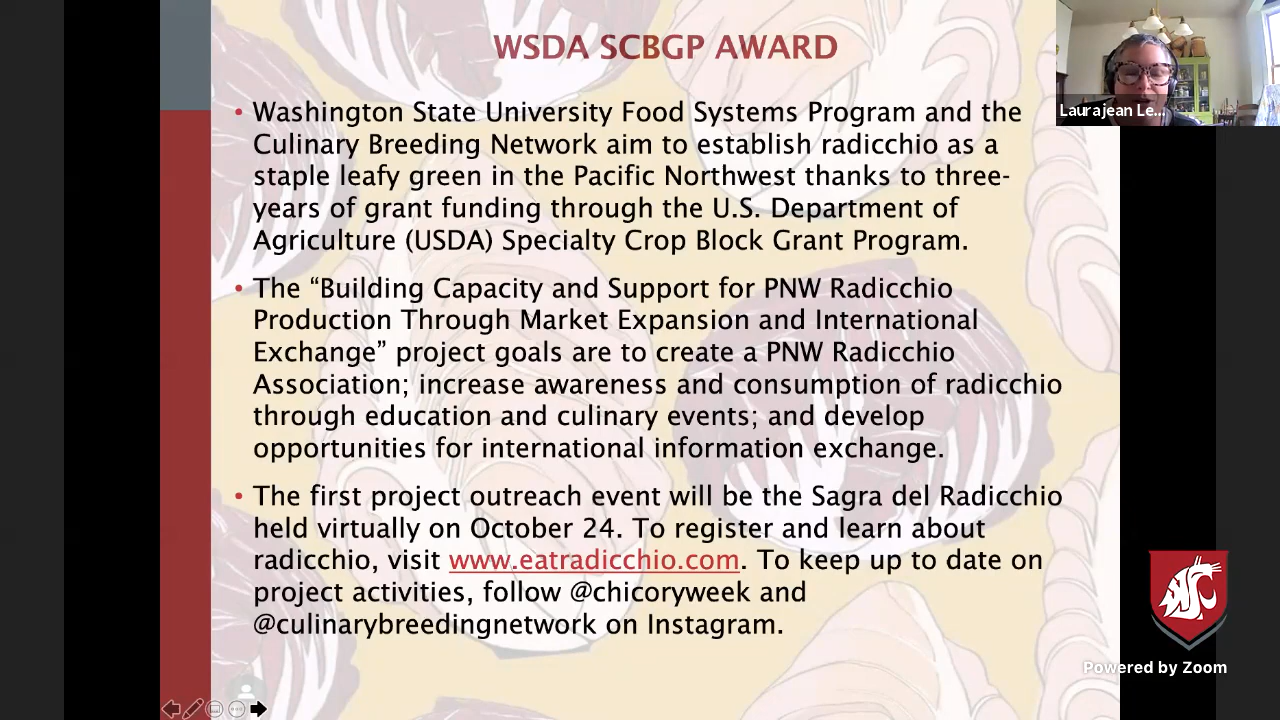 WSDA SCBGP AWARD
Laurajean Le...
• Washington State University Food Systems Program and the
Culinary Breeding Network aim to establish radicchio as a
staple leafy green in the Pacific Northwest thanks to three-
years of grant funding through the U.S. Department of
Agriculture (USDA) Specialty Crop Block Grant Program.
• The “Building Capacity and Support for PNW Radicchio
Production Through Market Expansion and International
Exchange” project goals are to create a PNW Radicchio
Association; increase awareness and consumption of radicchio
through education and culinary events; and develop
opportunities for international information exchange.
• The first project outreach event will be the Sagra del Radicchio
held virtually on October 24. To register and learn about
radicchio, visit www.eatradicchio.com. To keep up to date on
project activities, follow @chicoryweek and
@culinarybreedingnetwork on Instagram.
Powered by Zoom